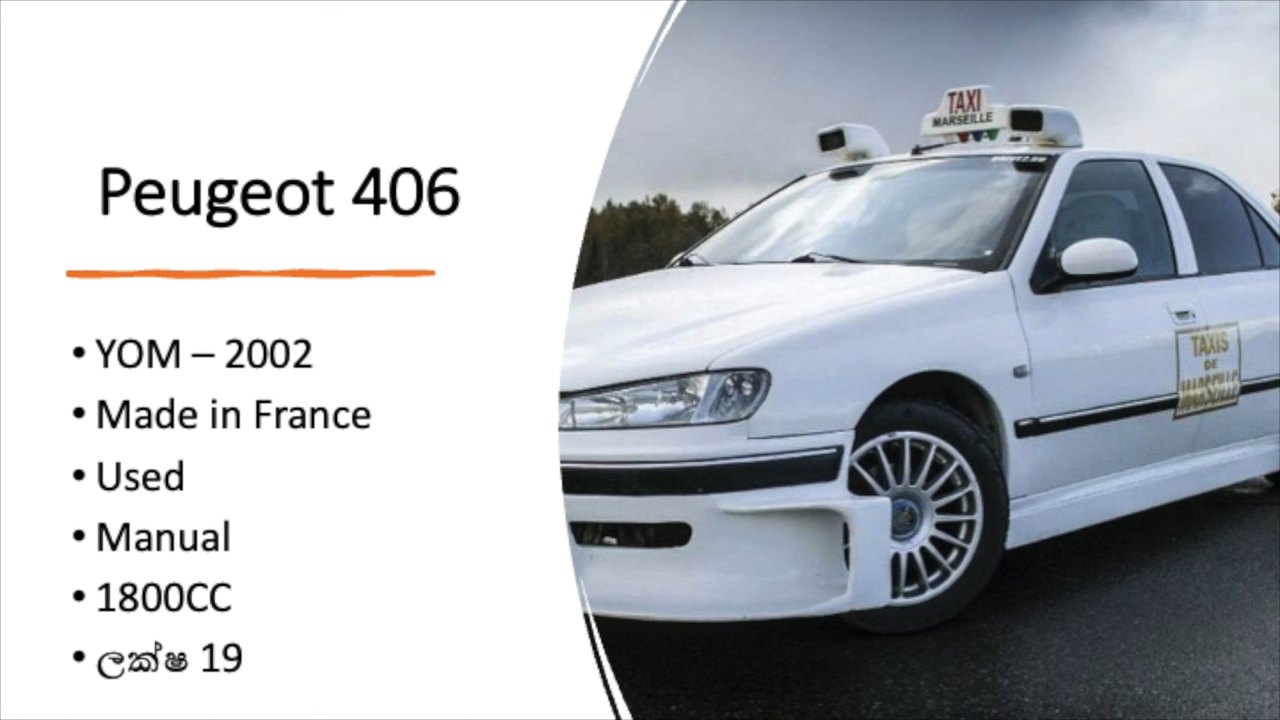 Peugeot 406
• YOM – 2002
• Made in France
• Used
• Manual
• 1800CC
• ලක්ෂ 19
TAXI
MARSEILLE
TAXIS
DE
MARSEILLE